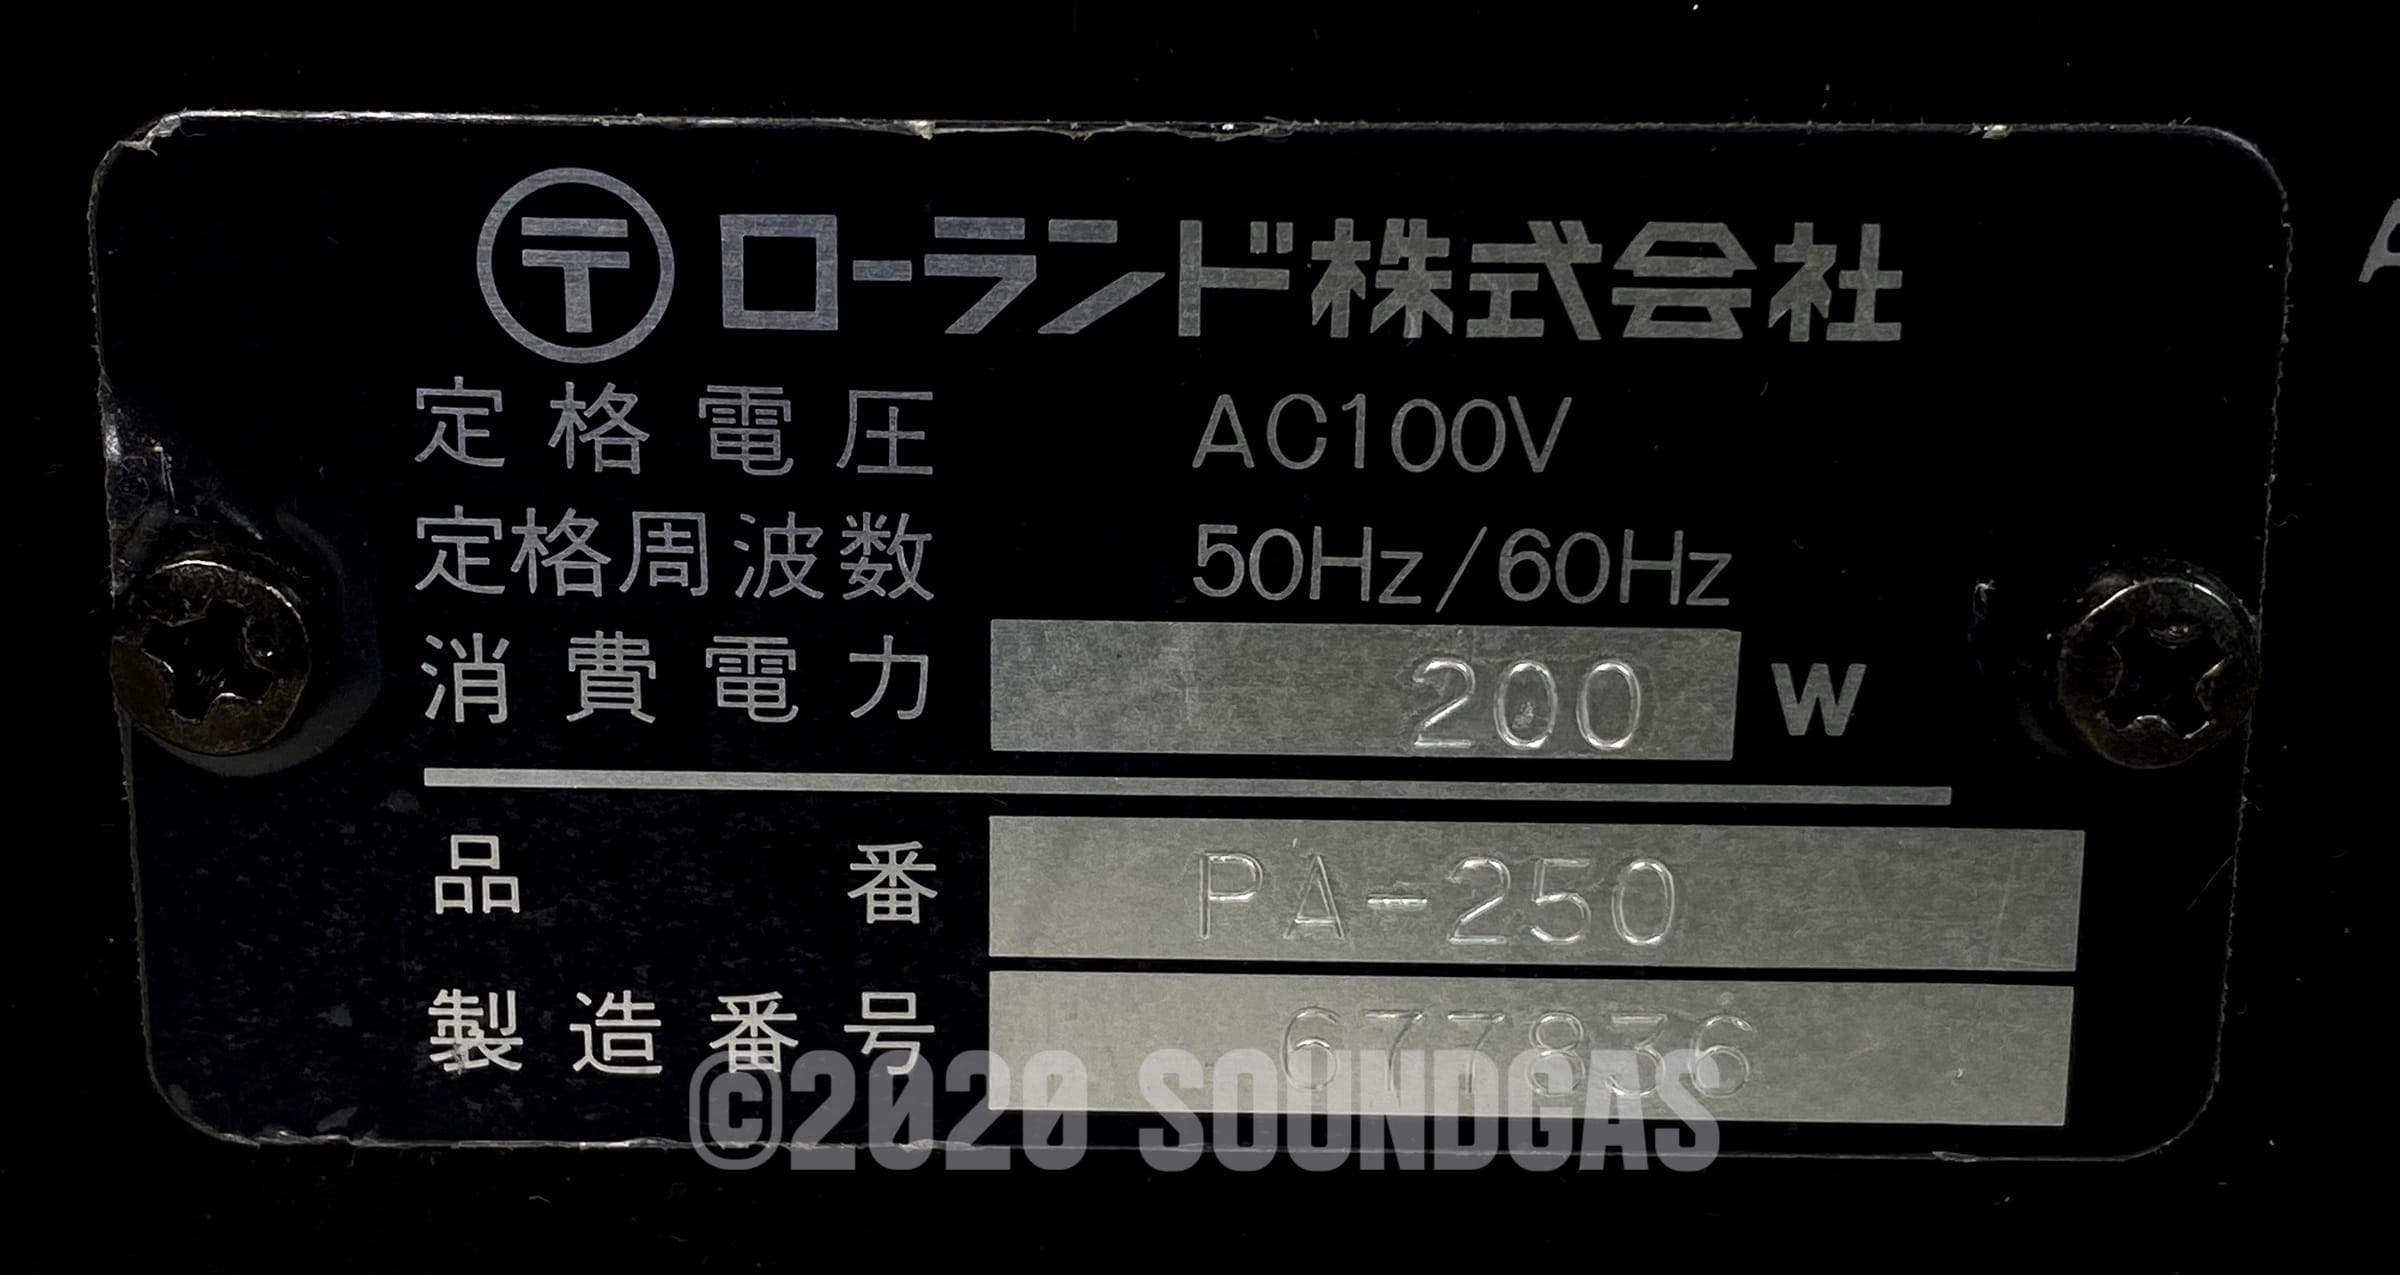 〒 ローランド株式会社
定格電圧 AC100V
定格周波数 50Hz/60Hz
消費電力 200 W
品番 PA-250
製造番号 677836
©2020 SOUNDGAS